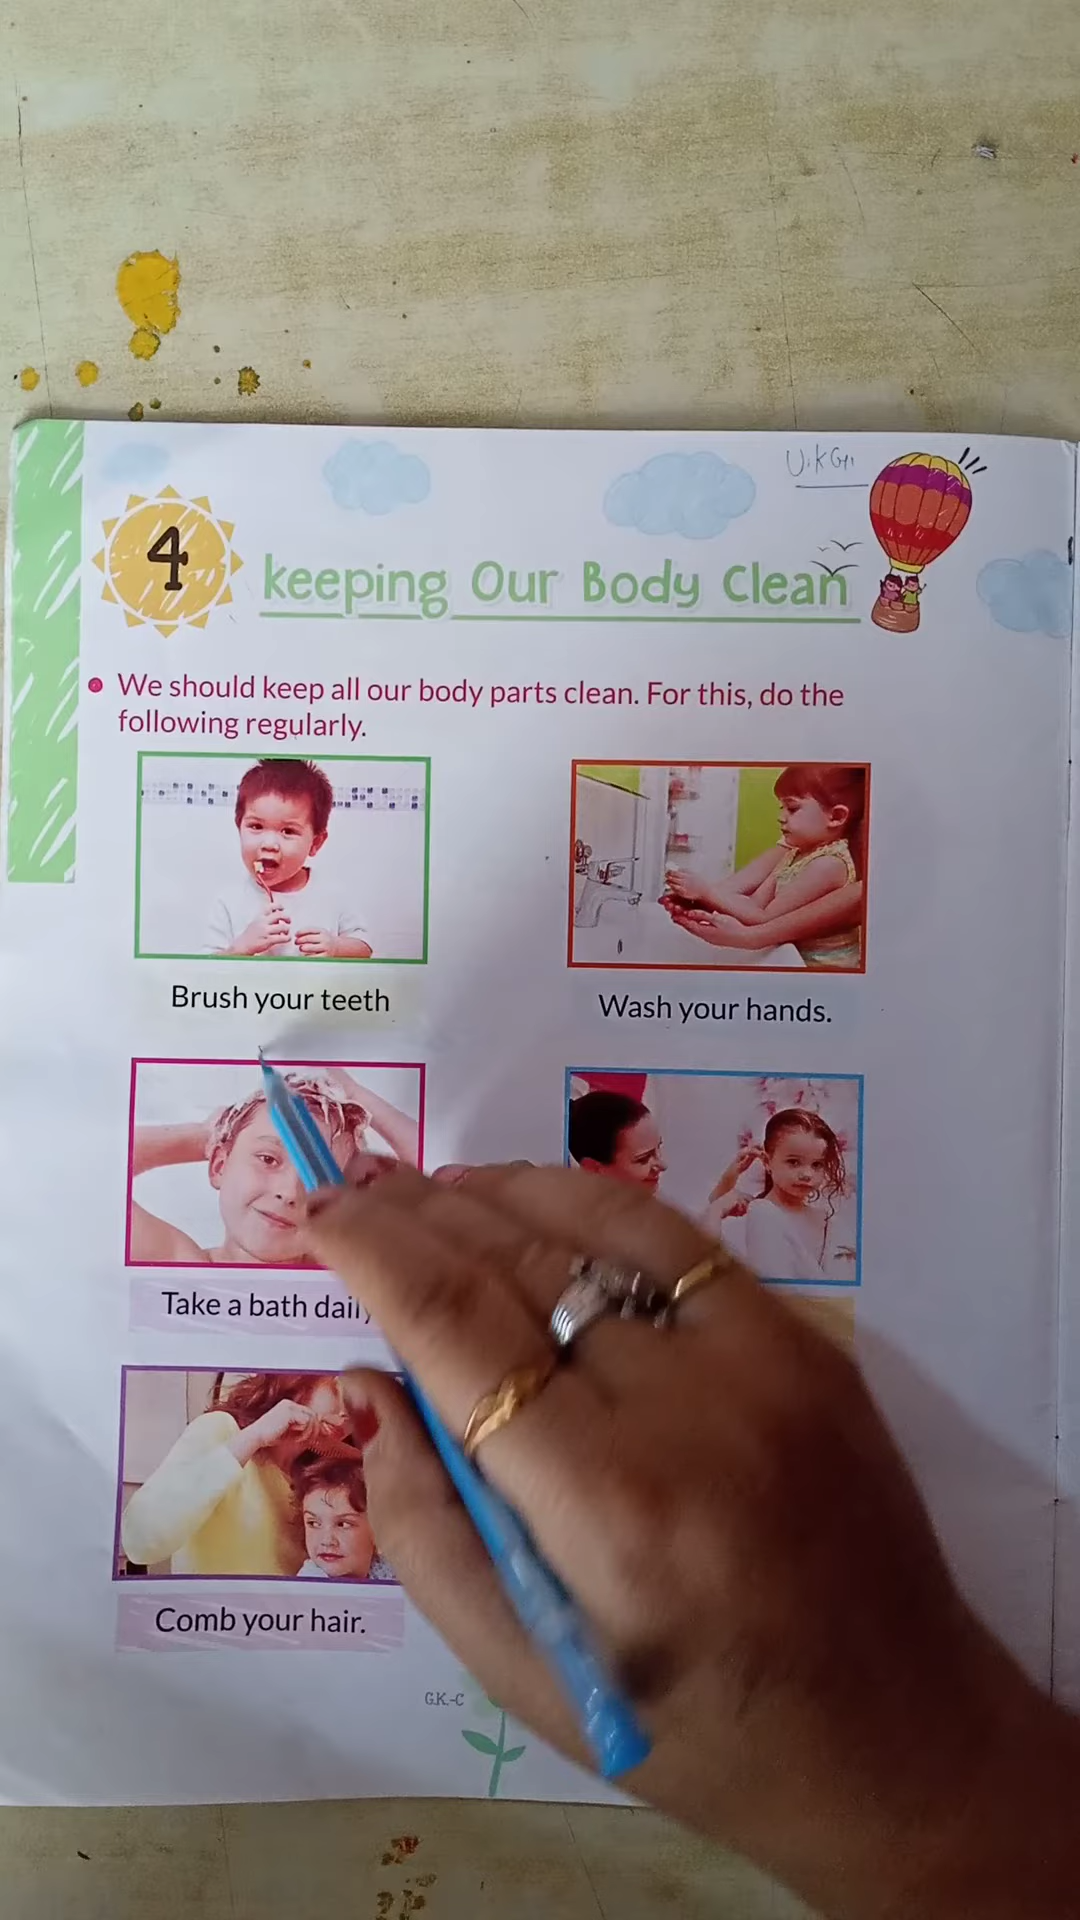 4
keeping Our Body Clean
We should keep all our body parts clean. For this, do the
following regularly.
Brush your teeth
Wash your hands.
Take a bath daily
Comb your hair.
G.K.-C